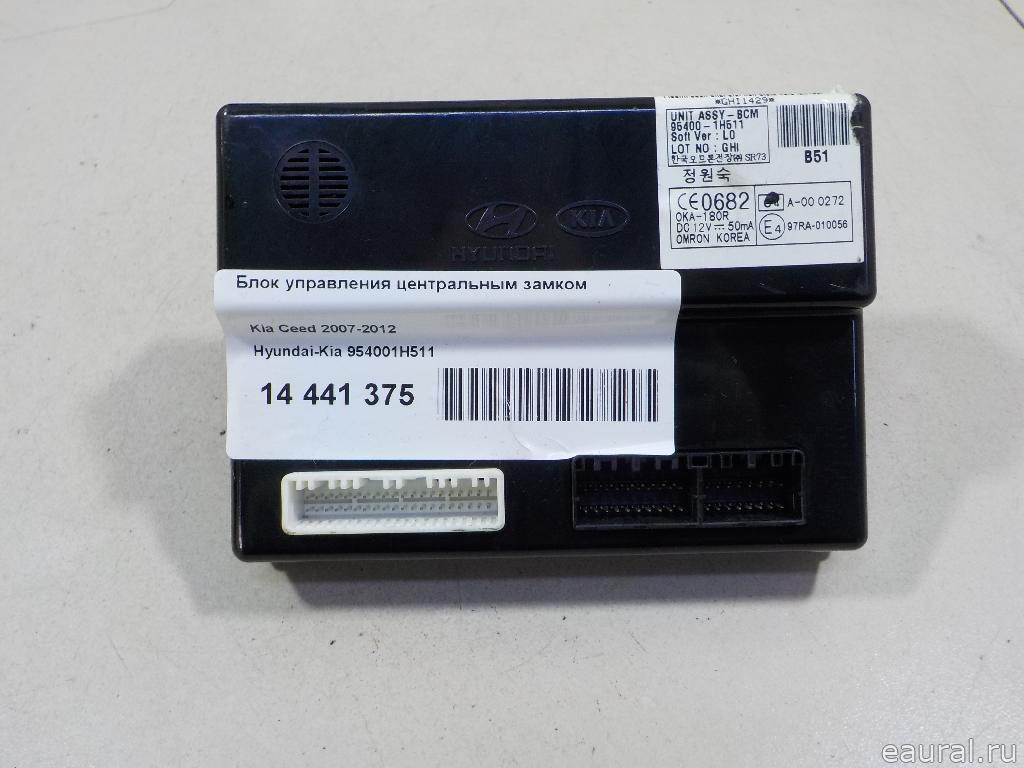 *GHI1429*
UNIT ASSY-BCM
95400-1H511
Soft Ver : L0
LOT NO : GHI
한국오므론전장㈜ SR73
B51
정원숙
CE0682
OKA-180R
DC 12V⎓ 50mA
OMRON KOREA
A-00 0272
E4 97RA-010056
HYUNDAI
KIA
Блок управления центральным замком
Kia Ceed 2007-2012
Hyundai-Kia 954001H511
14 441 375
eaural.ru